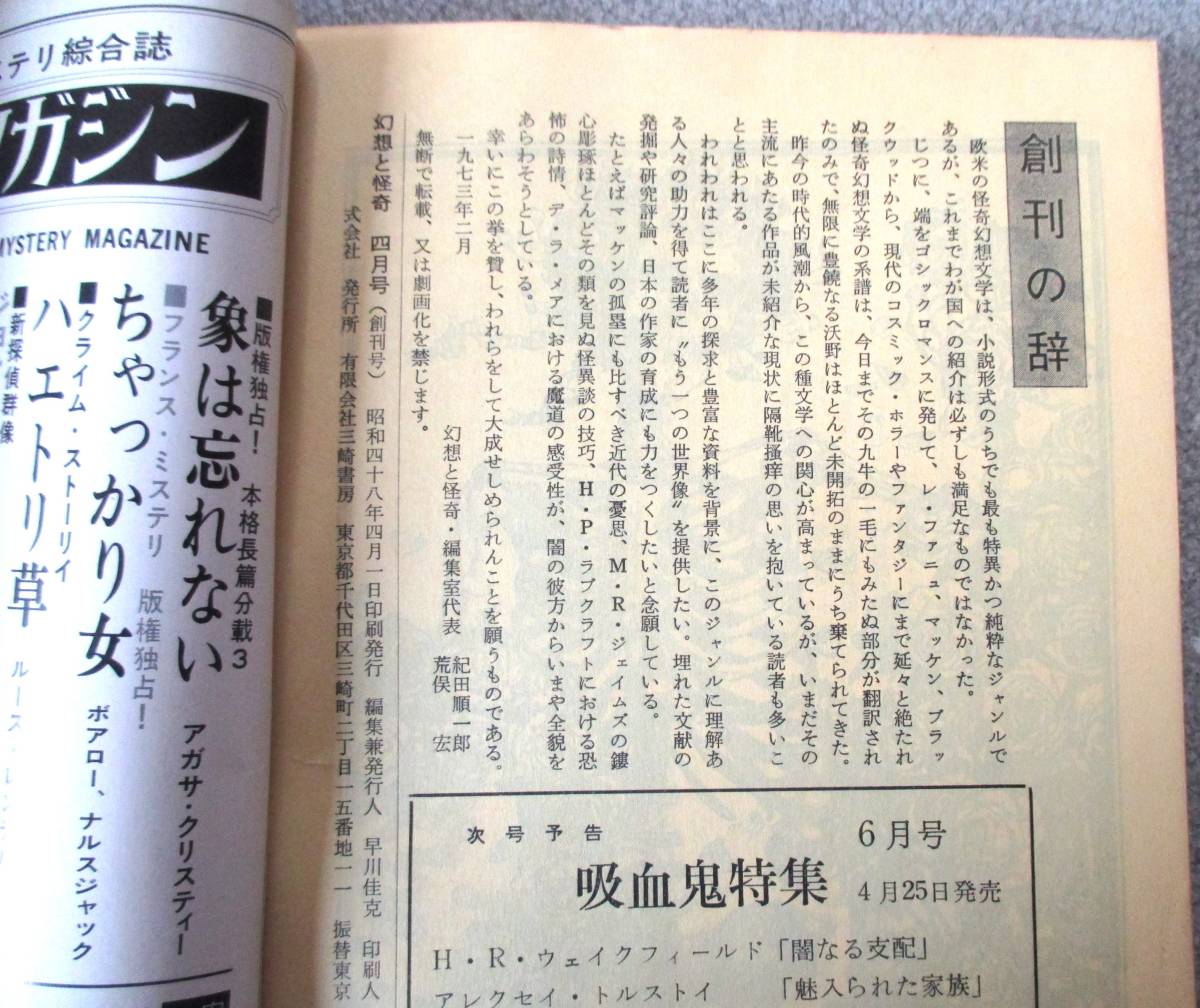 創刊の辞
欧米の怪奇幻想文学は、小説形式のうちでも最も特異かつ純粋なジャンルで
あるが、これまでわが国への紹介は必ずしも満足なものではなかった。
じつに、端をゴシックロマンスに発して、レ・ファニュ、マッケン、ブラッ
クウッドから、現代のコスミック・ホラーやファンタジーにまで延々と絶たれ
ぬ怪奇幻想文学の系譜は、今日までその九牛の一毛にもみたぬ部分が翻訳され
たのみで、無限に豊饒なる沃野はほとんど未開拓のままにうち棄てられてきた。
昨今の時代的風潮から、この種文学への関心が高まっているが、いまだその
主流にあたる作品が未紹介な現状に隔靴掻痒の思いを抱いている読者も多いこ
とと思われる。
われわれはここに多年の探求と豊富な資料を背景に、このジャンルに理解あ
る人々の助力を得て読者に〝もう一つの世界像〟を提供したい。埋れた文献の
発掘や研究評論、日本の作家の育成にも力をつくしたいと念願している。
たとえばマッケンの孤塁にも比すべき近代の憂思、M・R・ジェイムズの鏤
心彫琢ほとんどその類を見ぬ怪異談の技巧、H・P・ラブクラフトにおける恐
怖の詩情、デ・ラ・メアにおける魔道の感受性が、闇の彼方からいまや全貌を
あらわそうとしている。
幸いにこの挙を賛し、われらをして大成せしめられんことを願うものである。
一九七三年二月
幻想と怪奇・編集室代表 紀田順一郎
荒俣 宏
無断で転載、又は劇画化を禁じます。
幻想と怪奇 四月号(創刊号) 昭和四十八年四月一日印刷発行 編集兼発行人 早川佳克 印刷人
式会社 発行所 有限会社三崎書房 東京都千代田区三崎町二丁目一五番地一一 振替東京
次号予告 6月号
吸血鬼特集 4月25日発売
H・R・ウェイクフィールド「闇なる支配」
アレクセイ・トルストイ 「魅入られた家族」
ステリ綜合誌
ガジン
MYSTERY MAGAZINE
■版権独占! 本格長篇分載3
象は忘れない アガサ・クリスティー
■フランス・ミステリ 版権独占!
ちゃっかり女 ボアロー、ナルスジャック
■クライム・ストーリイ
ハエトリ草 ルース・
■新探偵群像